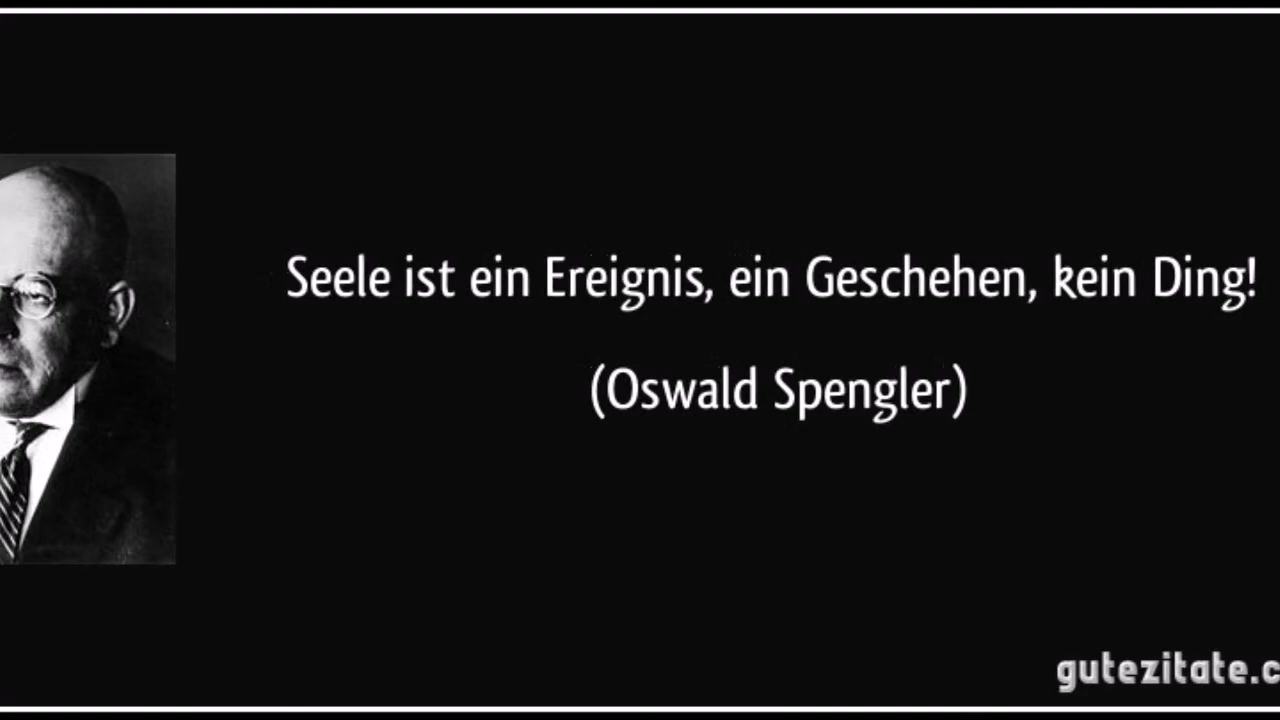 Seele ist ein Ereignis, ein Geschehen, kein Ding!
(Oswald Spengler)
gutezitate.c